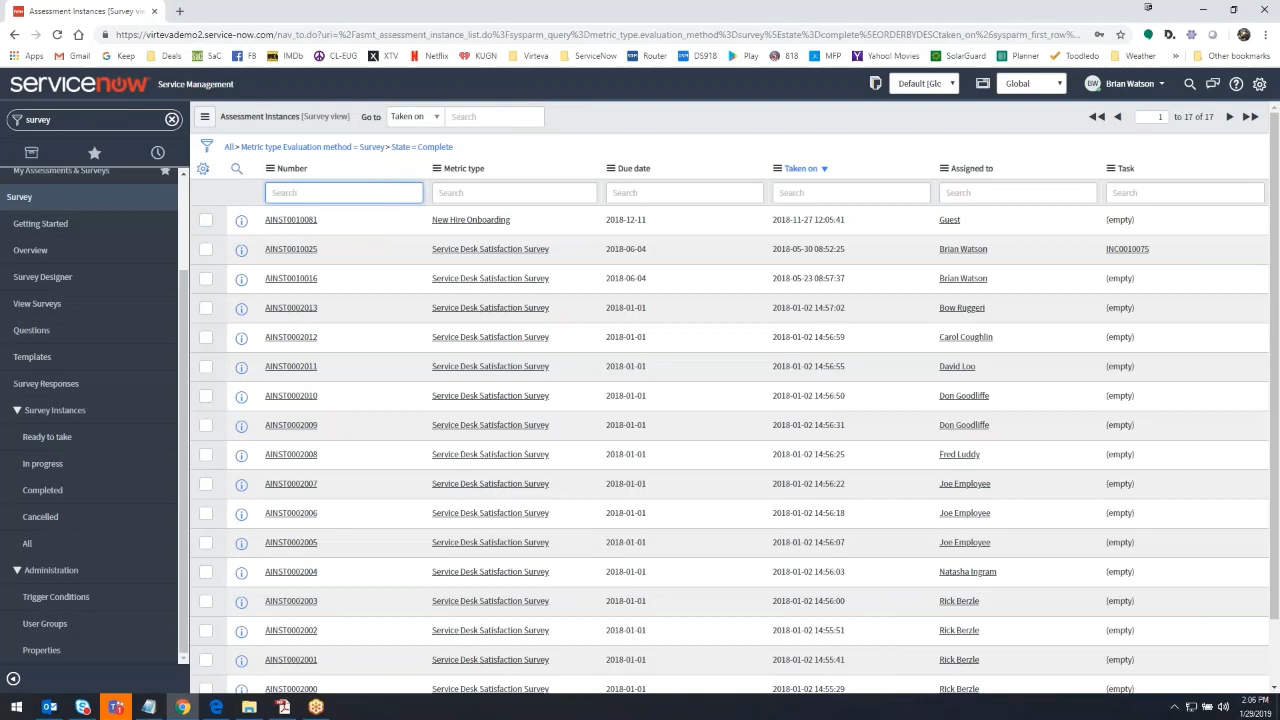 Assessment Instances [Survey view
https://virtevademo2.service-now.com/nav_to.do?uri=%2Fasmt_assessment_instance_list.do%3Fsysparm_query%3Dmetric_type.evaluation_method%3Dsurvey%5EState%3Dcomplete%5EORDERBYDESCtaken_on%26sysparm_first_row%...
Apps Gmail Google Keep Deals SaC FB IMDb CL-EUG XTV Netflix KUGN Router DS918 Play 818 MFP Yahoo Movies DSM Plan Toodledo SNC
servicenow Service Management
Default [Glc
Global
BW Brian Watson
survey
Assessment Instances [Survey view] Go to Taken on Search
1 to 17 of 17
My Assessments & Surveys
Survey
Getting Started
Overview
Survey Designer
View Surveys
Questions
Templates
Survey Responses
Survey Instances
Ready to take
In progress
Completed
Cancelled
All
Administration
Trigger Conditions
User Groups
Properties
All > Metric type Evaluation method = Survey > State = Complete
Number Metric type Due date Taken on Assigned to Task
Search Search Search Search Search Search
AINST0010081 New Hire Onboarding 2018-12-11 2018-11-27 12:05:41 Guest (empty)
AINST0010025 Service Desk Satisfaction Survey 2018-06-04 2018-05-30 08:52:25 Brian Watson INC0010075
AINST0010016 Service Desk Satisfaction Survey 2018-06-04 2018-05-23 08:57:37 Brian Watson (empty)
AINST0002013 Service Desk Satisfaction Survey 2018-01-01 2018-01-02 14:57:02 Bow Ruggeri (empty)
AINST0002012 Service Desk Satisfaction Survey 2018-01-01 2018-01-02 14:56:59 Carol Coughlin (empty)
AINST0002011 Service Desk Satisfaction Survey 2018-01-01 2018-01-02 14:56:55 David Loo (empty)
AINST0002010 Service Desk Satisfaction Survey 2018-01-01 2018-01-02 14:56:50 Don Goodliffe (empty)
AINST0002009 Service Desk Satisfaction Survey 2018-01-01 2018-01-02 14:56:31 Don Goodliffe (empty)
AINST0002008 Service Desk Satisfaction Survey 2018-01-01 2018-01-02 14:56:25 Fred Luddy (empty)
AINST0002007 Service Desk Satisfaction Survey 2018-01-01 2018-01-02 14:56:22 Joe Employee (empty)
AINST0002006 Service Desk Satisfaction Survey 2018-01-01 2018-01-02 14:56:18 Joe Employee (empty)
AINST0002005 Service Desk Satisfaction Survey 2018-01-01 2018-01-02 14:56:07 Joe Employee (empty)
AINST0002004 Service Desk Satisfaction Survey 2018-01-01 2018-01-02 14:56:03 Natasha Ingram (empty)
AINST0002003 Service Desk Satisfaction Survey 2018-01-01 2018-01-02 14:56:00 Rick Berzle (empty)
AINST0002002 Service Desk Satisfaction Survey 2018-01-01 2018-01-02 14:55:51 Rick Berzle (empty)
AINST0002001 Service Desk Satisfaction Survey 2018-01-01 2018-01-02 14:55:41 Rick Berzle (empty)
AINST0002000 Service Desk Satisfaction Survey 2018-01-01 2018-01-02 14:55:29 Rick Berzle (empty)
2:06 PM
1/29/2019